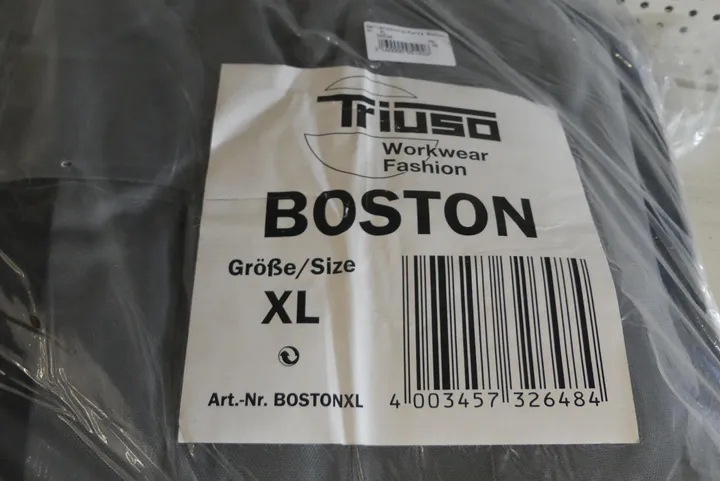 Triuso
Workwear
Fashion
BOSTON
Größe/Size
XL
Art.-Nr. BOSTONXL
4 003457 326484